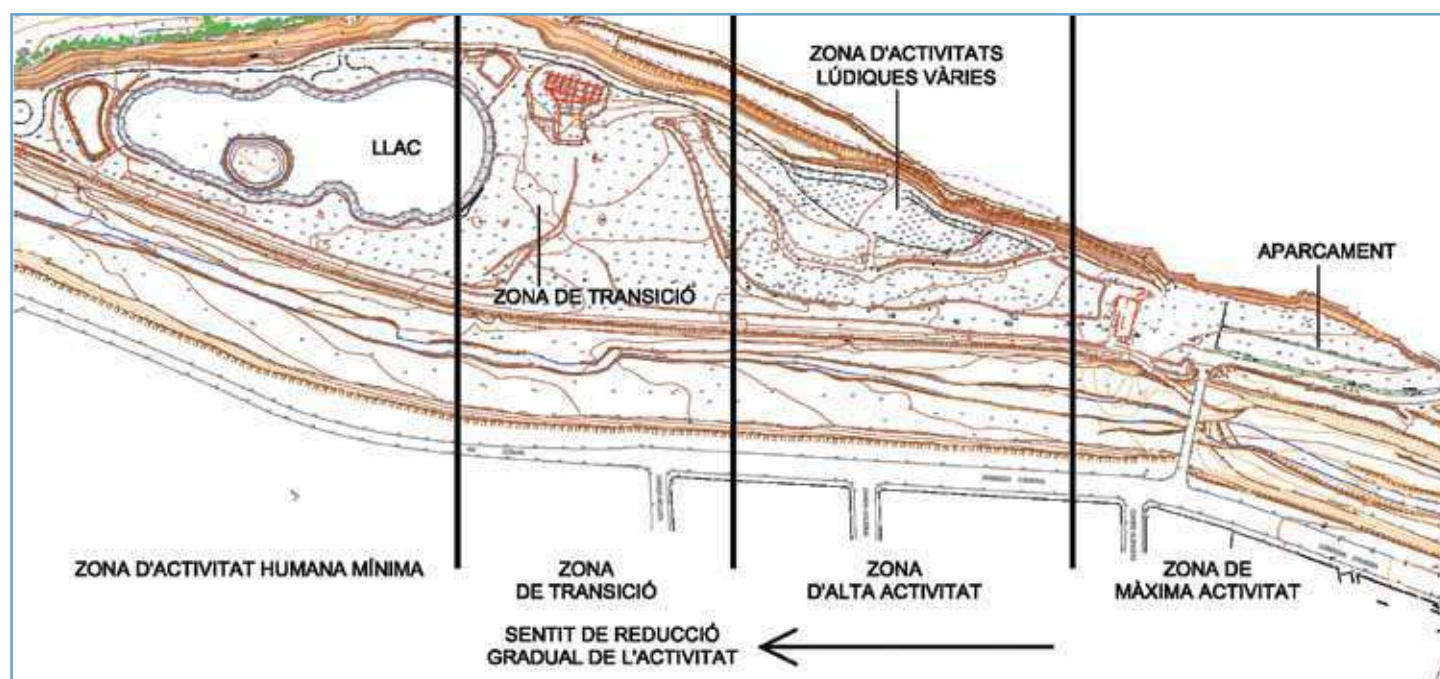 ZONA D'ACTIVITATS
LÚDIQUES VÀRIES
LLAC
APARCAMENT
ZONA DE TRANSICIÓ
ZONA D'ACTIVITAT HUMANA MÍNIMA
ZONA
DE TRANSICIÓ
ZONA
D'ALTA ACTIVITAT
ZONA DE
MÀXIMA ACTIVITAT
SENTIT DE REDUCCIÓ
GRADUAL DE L'ACTIVITAT